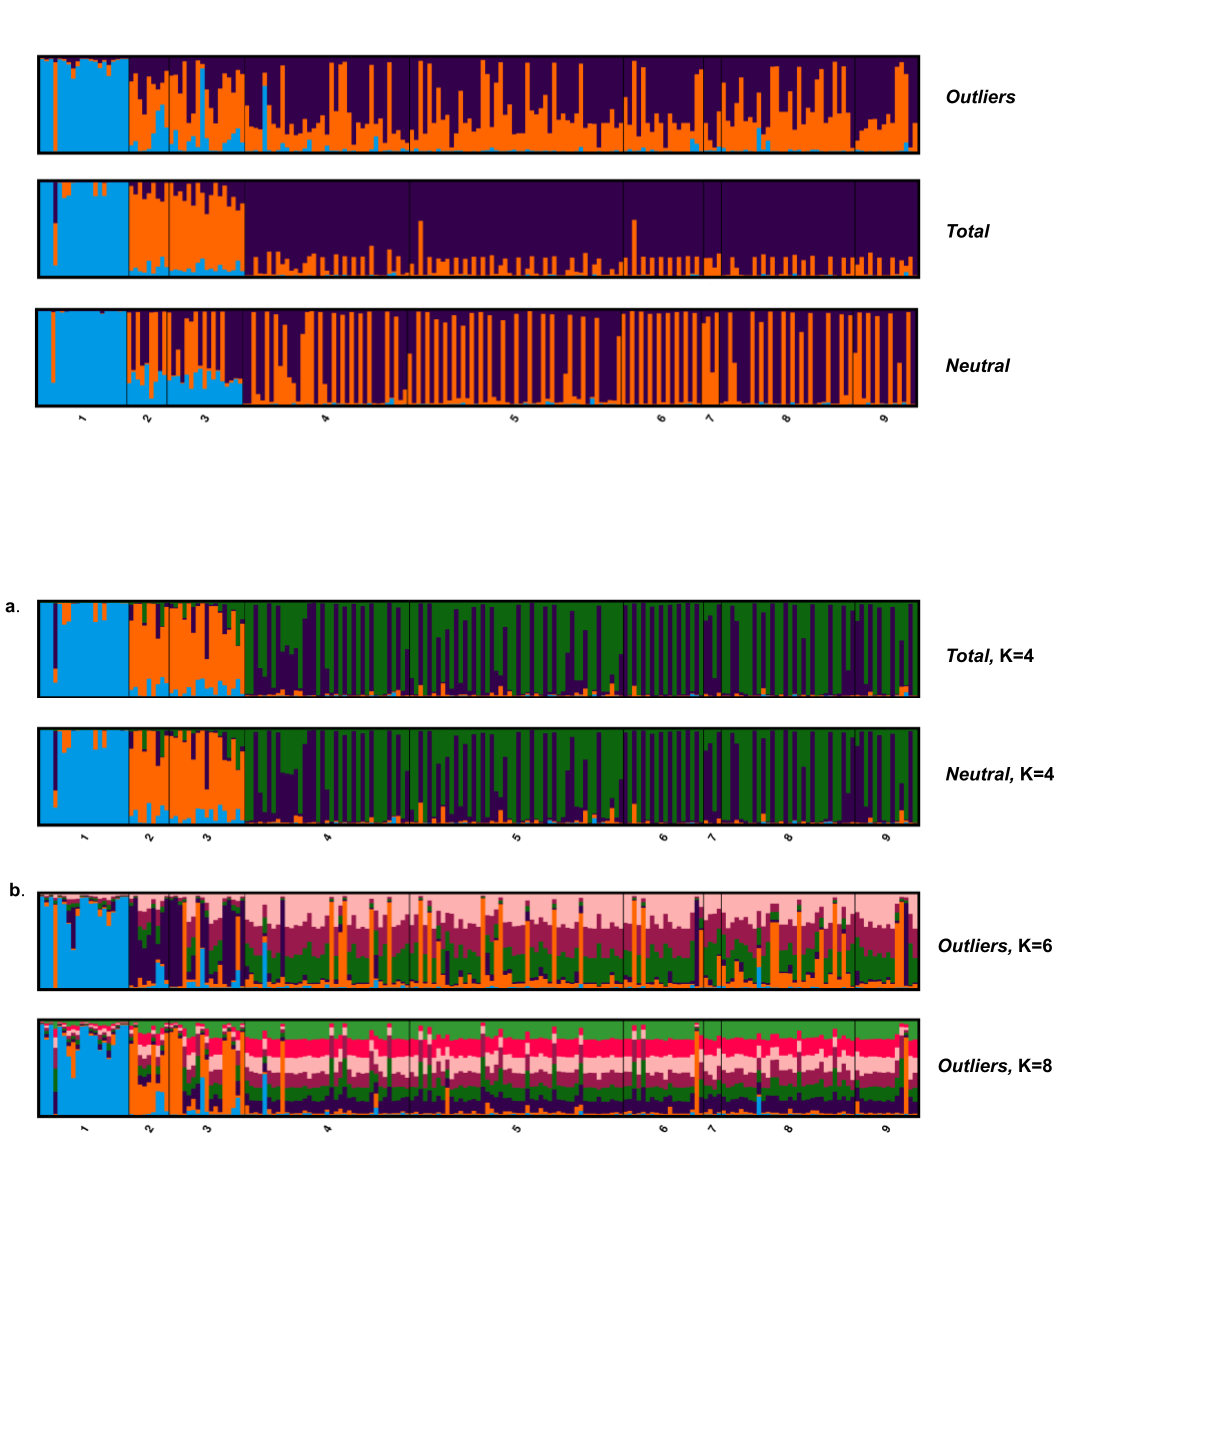 Outliers
Total
Neutral
1 2 3 4 5 6 7 8 9
a.
Total, K=4
Neutral, K=4
1 2 3 4 5 6 7 8 9
b.
Outliers, K=6
Outliers, K=8
1 2 3 4 5 6 7 8 9